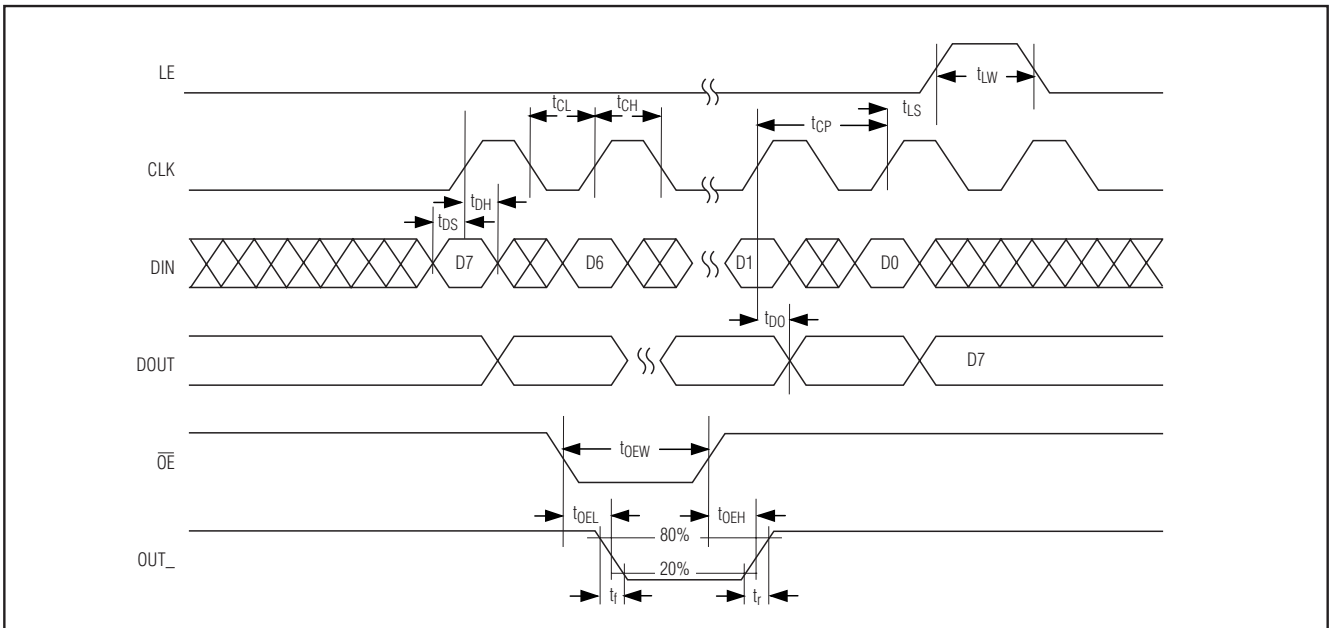 LE
tLW
tCL
tCH
tLS
tCP
CLK
tDH
tDS
DIN
D7
D6
D1
D0
tDO
DOUT
D7
OE
tOEW
tOEL
tOEH
80%
OUT_
20%
tf
tr